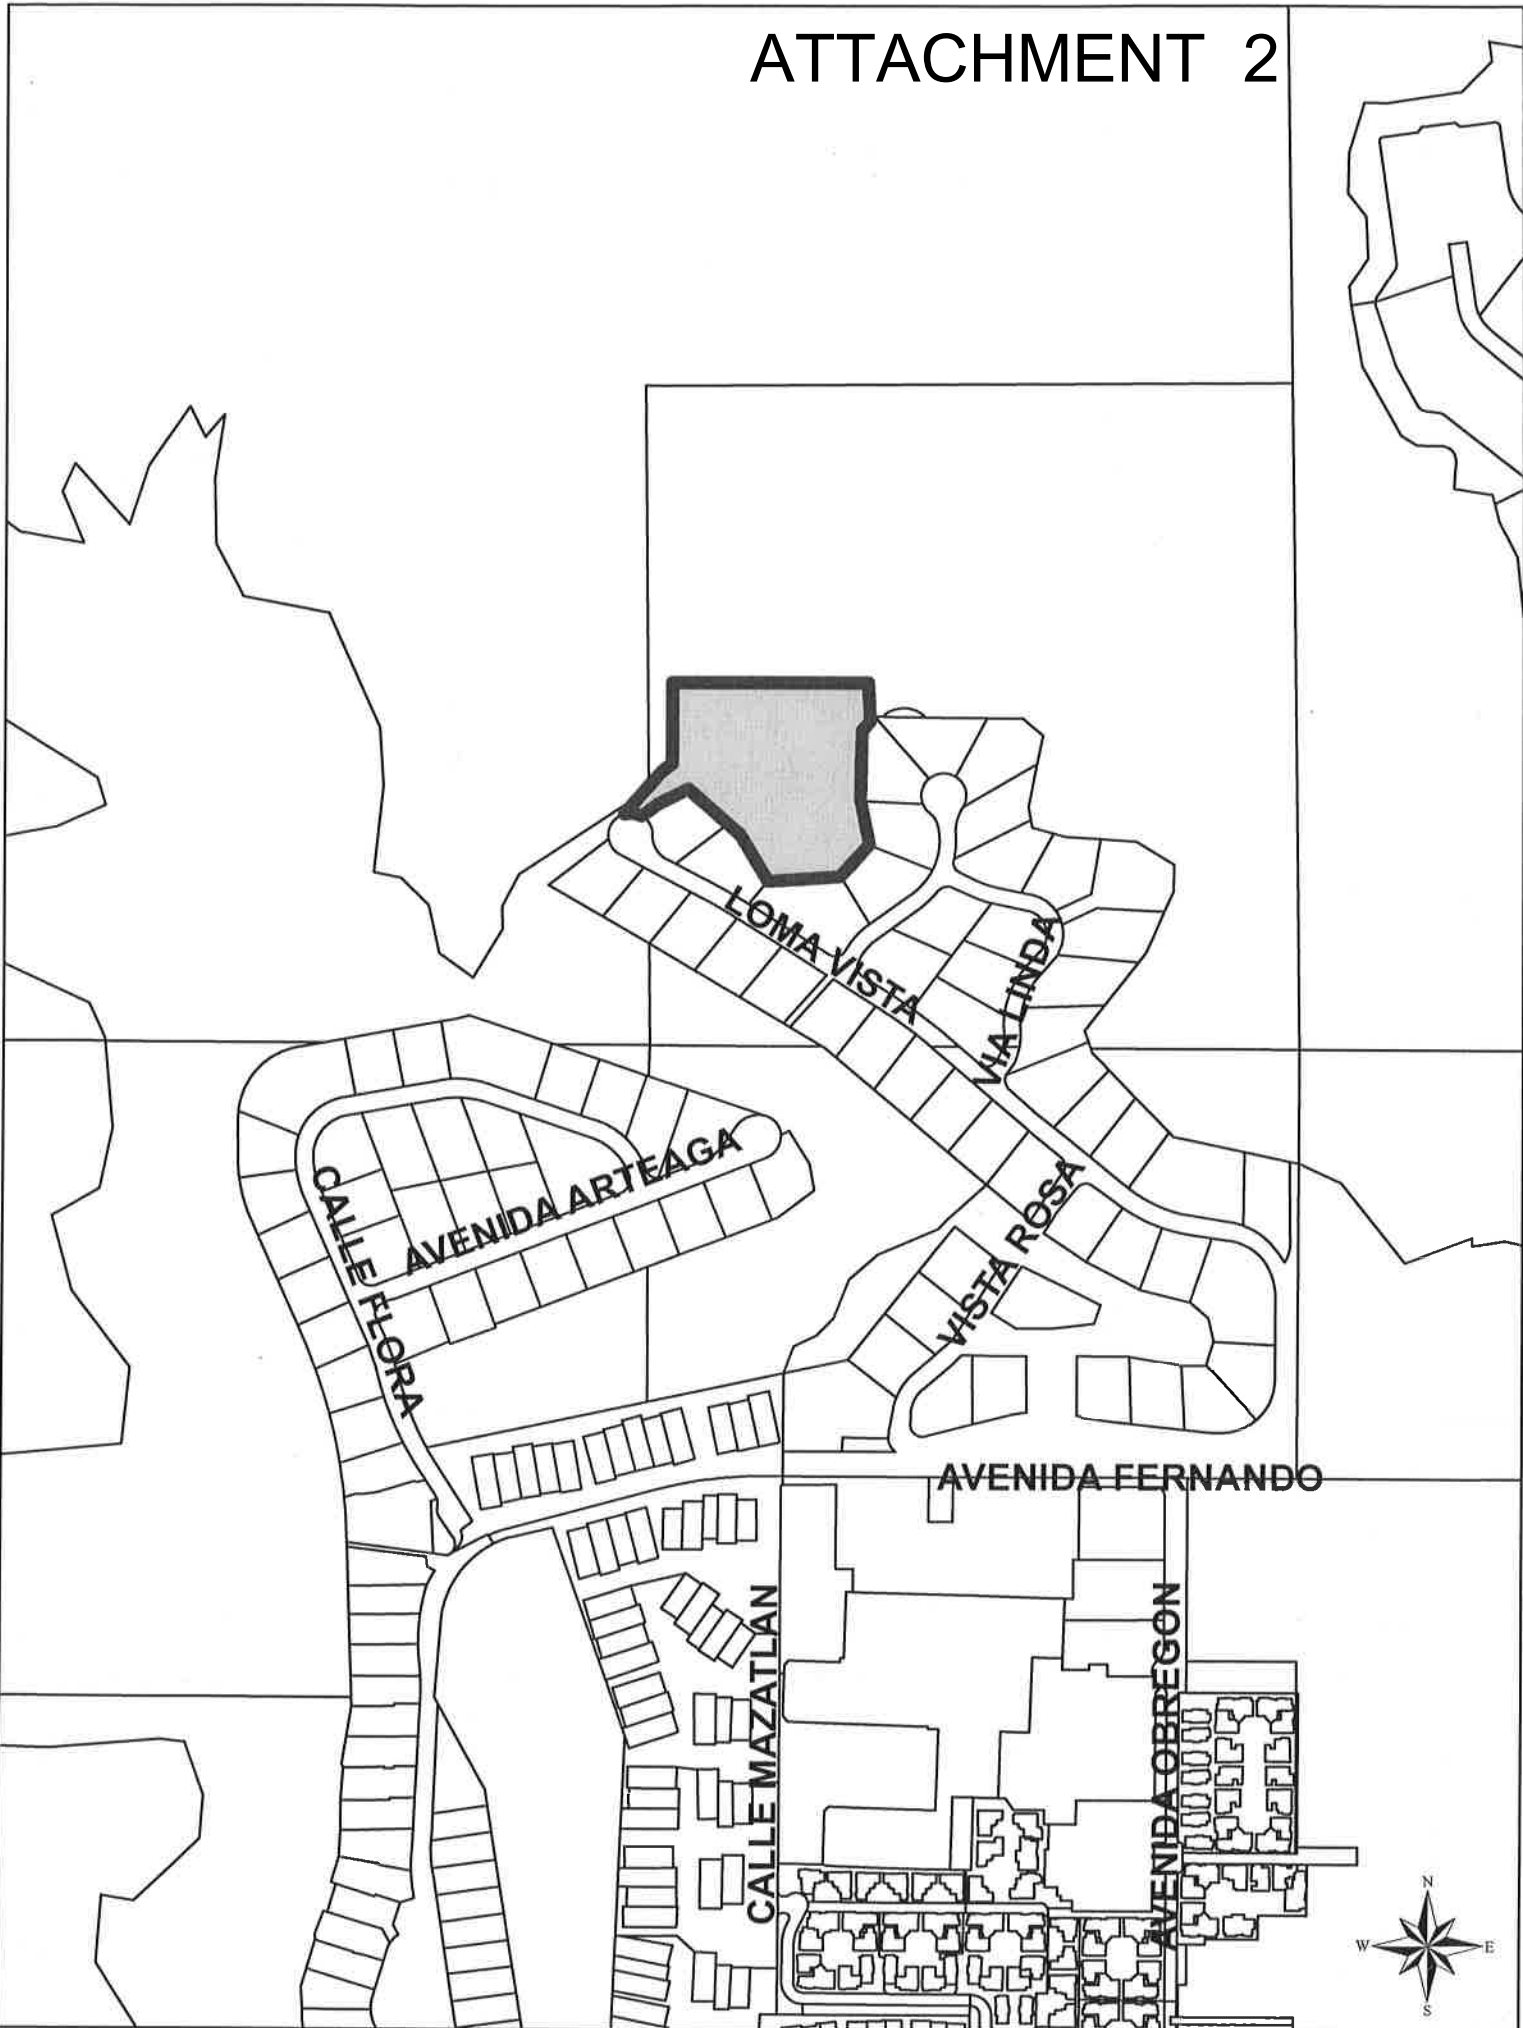 ATTACHMENT 2
LOMA VISTA
VIA LINDA
AVENIDA ARTEAGA
CALLE FLORA
VISTA ROSA
AVENIDA FERNANDO
CALLE MAZATLAN
AVENIDA OBREGON
N
W E
S